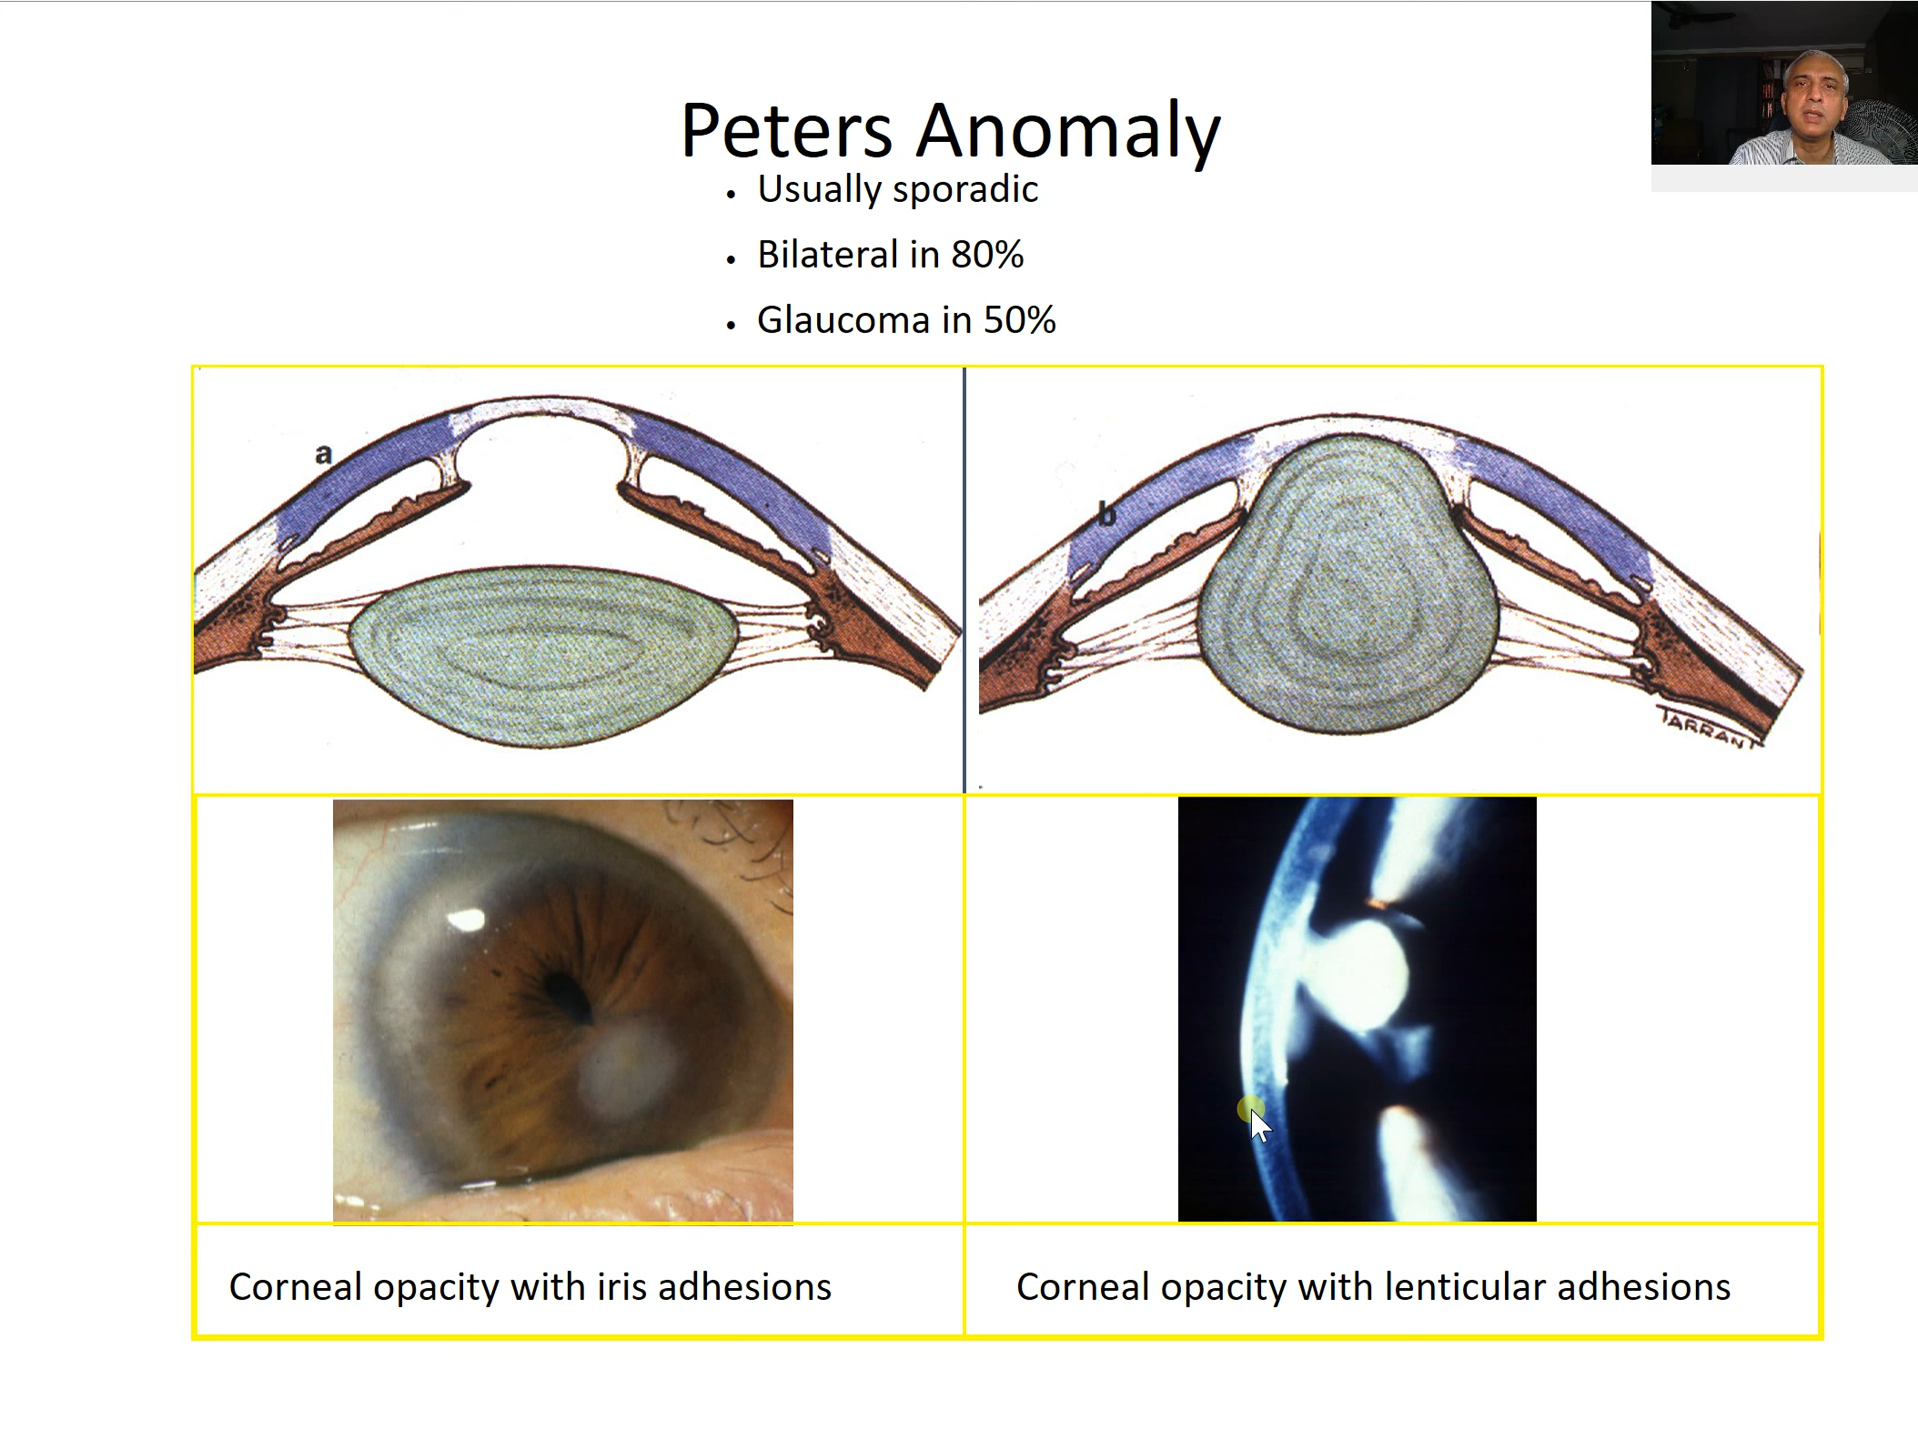 Peters Anomaly
• Usually sporadic
• Bilateral in 80%
• Glaucoma in 50%
a
b
TARRANT
Corneal opacity with iris adhesions
Corneal opacity with lenticular adhesions